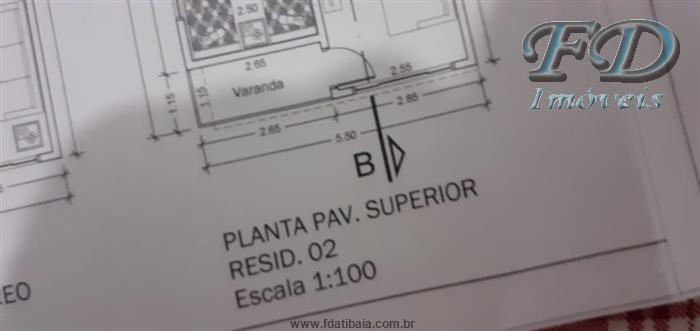 2.50
2.65
2.55
1.15
1.15
Varanda
2.65
2.85
5.50
B
PLANTA PAV. SUPERIOR
RESID. 02
Escala 1:100
REO
FD
Imóveis
www.fdatibaia.com.br